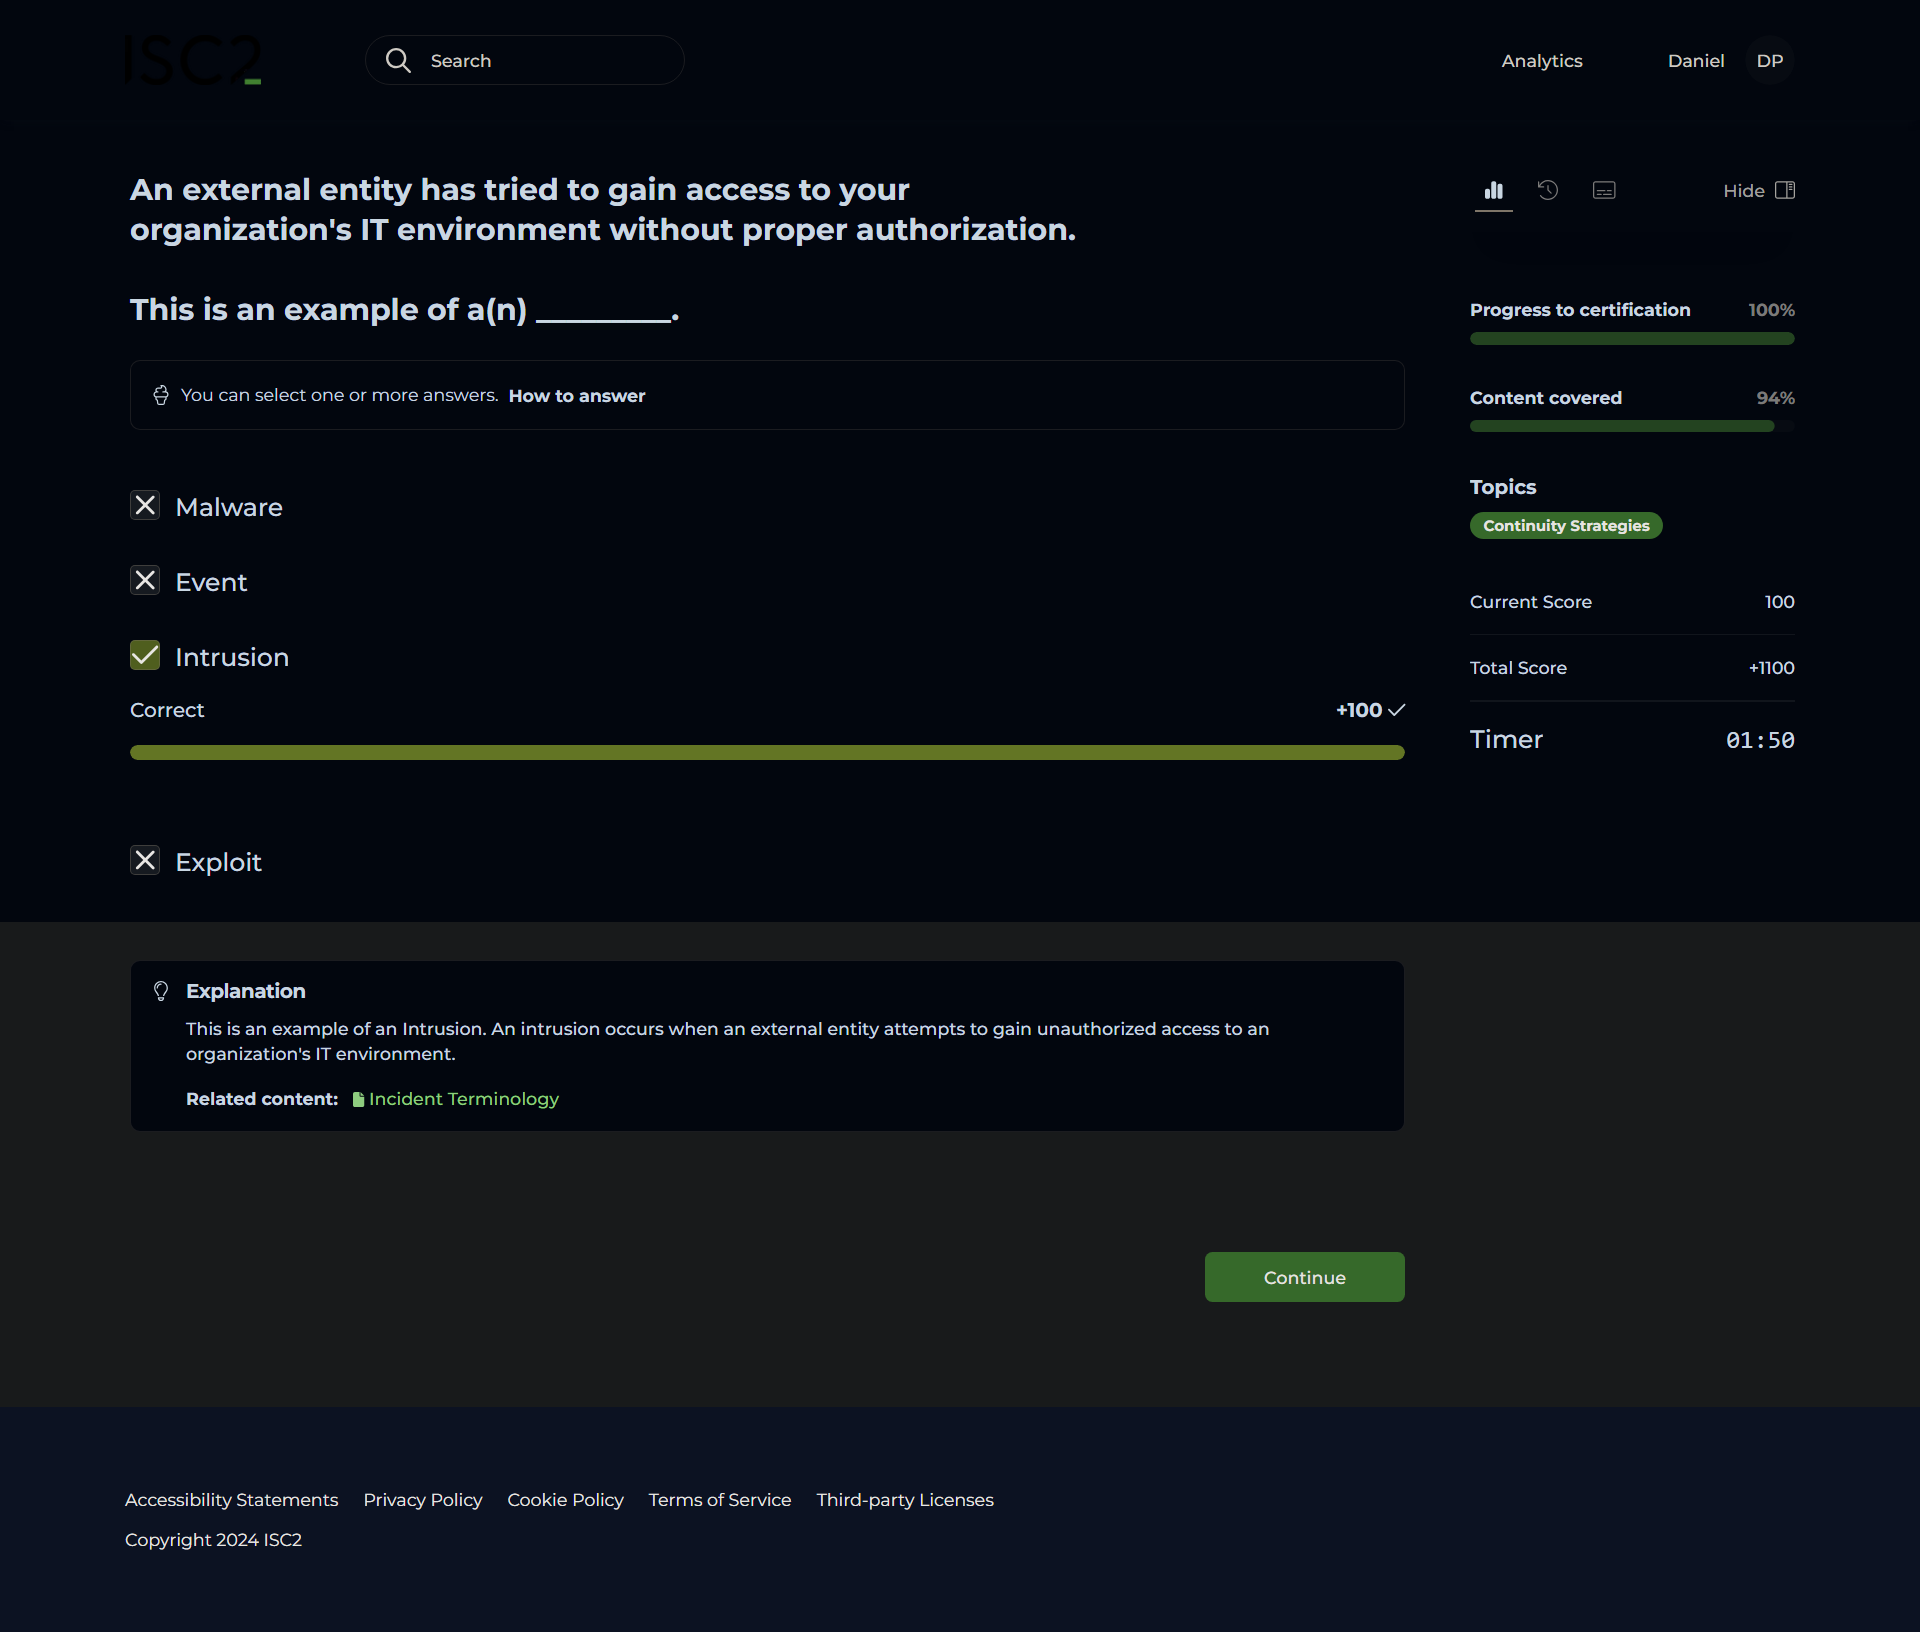 ISC2
Search
Analytics
Daniel
DP
An external entity has tried to gain access to your
organization's IT environment without proper authorization.
This is an example of a(n) _________.
You can select one or more answers. How to answer
Malware
Event
Intrusion
Correct
+100
Exploit
Hide
Progress to certification 100%
Content covered 94%
Topics
Continuity Strategies
Current Score 100
Total Score +1100
Timer 01:50
Explanation
This is an example of an Intrusion. An intrusion occurs when an external entity attempts to gain unauthorized access to an
organization's IT environment.
Related content: Incident Terminology
Continue
Accessibility Statements Privacy Policy Cookie Policy Terms of Service Third-party Licenses
Copyright 2024 ISC2